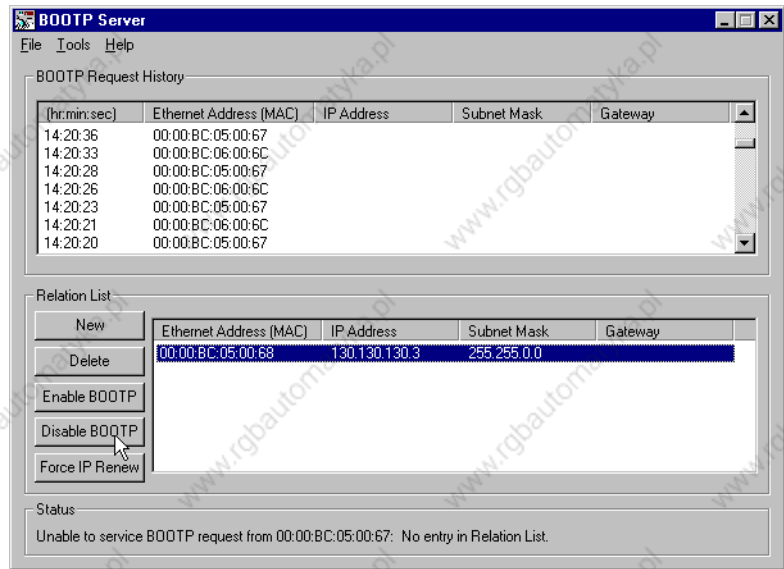 BOOTP Server
File Tools Help
BOOTP Request History
(hr:min:sec) Ethernet Address (MAC) IP Address Subnet Mask Gateway
14:20:36 00:00:BC:05:00:67
14:20:33 00:00:BC:06:00:6C
14:20:28 00:00:BC:05:00:67
14:20:26 00:00:BC:06:00:6C
14:20:23 00:00:BC:05:00:67
14:20:21 00:00:BC:06:00:6C
14:20:20 00:00:BC:05:00:67
Relation List
New
Delete
Enable BOOTP
Disable BOOTP
Force IP Renew
Ethernet Address (MAC) IP Address Subnet Mask Gateway
00:00:BC:05:00:68 130.130.130.3 255.255.0.0
Status
Unable to service BOOTP request from 00:00:BC:05:00:67: No entry in Relation List.
www.rgbautomatyka.pl